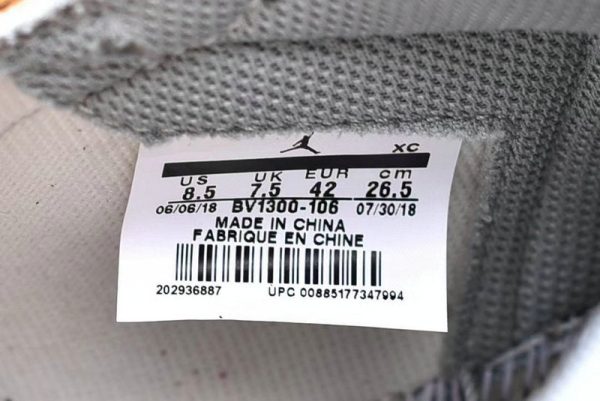 XC
US UK EUR cm
8.5 7.5 42 26.5
06/06/18 BV1300-106 07/30/18
MADE IN CHINA
FABRIQUE EN CHINE
202936887 UPC 00885177347994